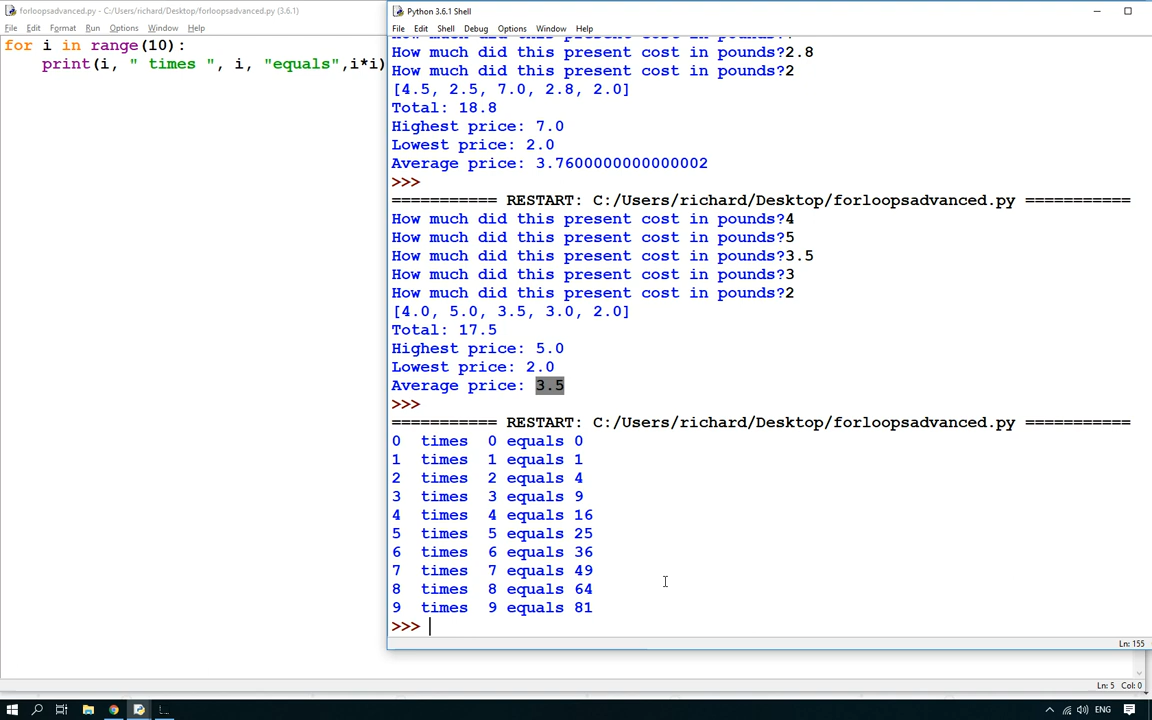 forloopsadvanced.py - C:/Users/richard/Desktop/forloopsadvanced.py (3.6.1)
File Edit Format Run Options Window Help
for i in range(10):
    print(i, " times ", i, "equals",i*i)
Python 3.6.1 Shell
File Edit Shell Debug Options Window Help
How much did this present cost in pounds?2.8
How much did this present cost in pounds?2
[4.5, 2.5, 7.0, 2.8, 2.0]
Total: 18.8
Highest price: 7.0
Lowest price: 2.0
Average price: 3.7600000000000002
>>>
=========== RESTART: C:/Users/richard/Desktop/forloopsadvanced.py ===========
How much did this present cost in pounds?4
How much did this present cost in pounds?5
How much did this present cost in pounds?3.5
How much did this present cost in pounds?3
How much did this present cost in pounds?2
[4.0, 5.0, 3.5, 3.0, 2.0]
Total: 17.5
Highest price: 5.0
Lowest price: 2.0
Average price: 3.5
>>>
=========== RESTART: C:/Users/richard/Desktop/forloopsadvanced.py ===========
0  times  0 equals 0
1  times  1 equals 1
2  times  2 equals 4
3  times  3 equals 9
4  times  4 equals 16
5  times  5 equals 25
6  times  6 equals 36
7  times  7 equals 49
8  times  8 equals 64
9  times  9 equals 81
>>>
Ln: 155
Ln: 5 Col: 0
ENG